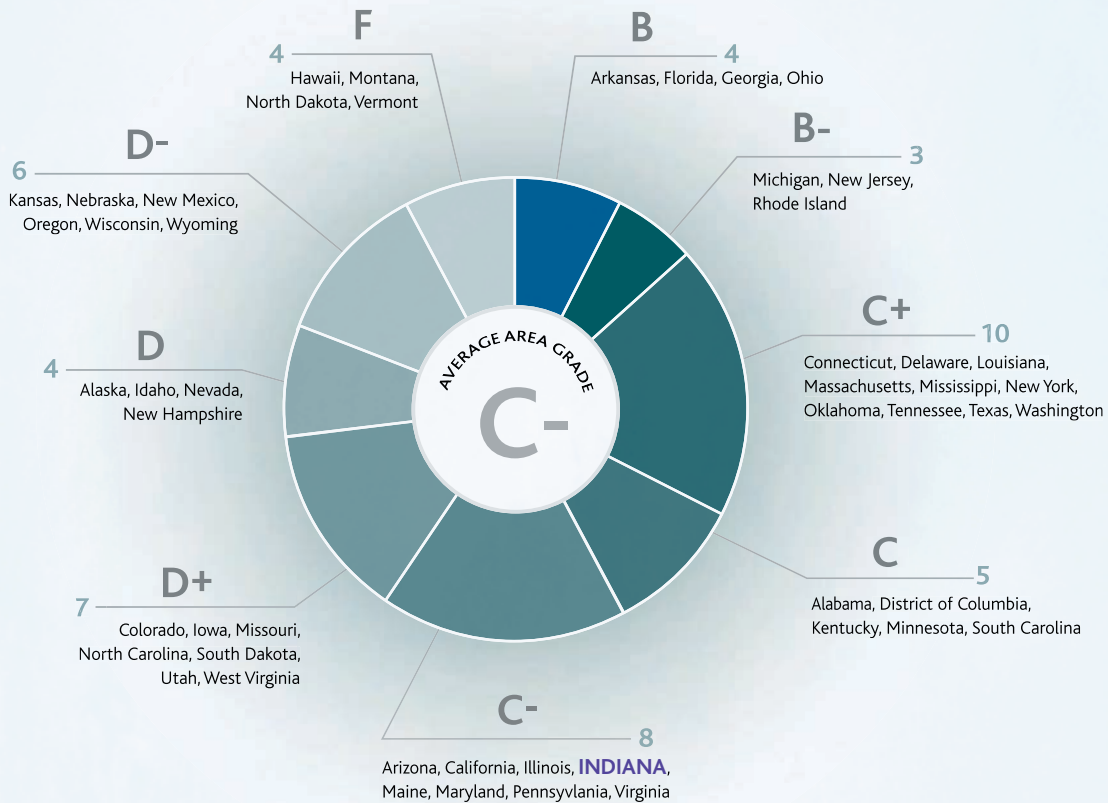 F
4
Hawaii, Montana,
North Dakota, Vermont
B
4
Arkansas, Florida, Georgia, Ohio
B-
3
Michigan, New Jersey,
Rhode Island
C+
10
Connecticut, Delaware, Louisiana,
Massachusetts, Mississippi, New York,
Oklahoma, Tennessee, Texas, Washington
C
5
Alabama, District of Columbia,
Kentucky, Minnesota, South Carolina
C-
8
Arizona, California, Illinois, INDIANA,
Maine, Maryland, Pennsyvlania, Virginia
D+
7
Colorado, Iowa, Missouri,
North Carolina, South Dakota,
Utah, West Virginia
D
4
Alaska, Idaho, Nevada,
New Hampshire
D-
6
Kansas, Nebraska, New Mexico,
Oregon, Wisconsin, Wyoming
AVERAGE AREA GRADE
C-